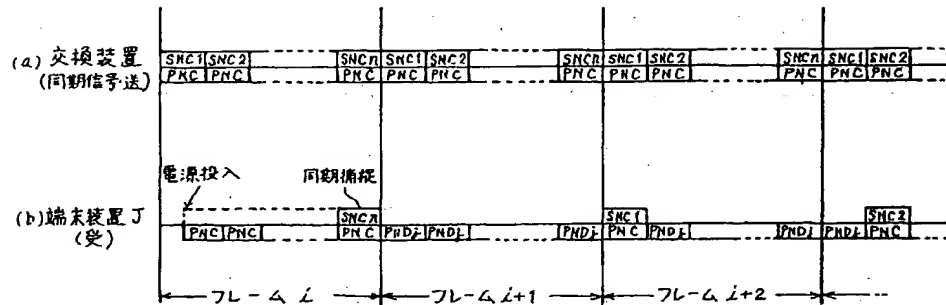 (a) 交換装置
(同期信号・送)
SNC1 SNC2 SNCn SNC1 SNC2 SNCn SNC1 SNC2 SNCn SNC1 SNC2
PNC PNC PNC PNC PNC PNC PNC PNC PNC PNC PNC
電源投入
同期捕捉
(b) 端末装置J
(受)
SNCn SNC1 SNC2
PNC PNC PNC PNDj PNDj PNDj PNC PNDj PNDj PNDj PNC
フレーム i
フレーム i+1
フレーム i+2